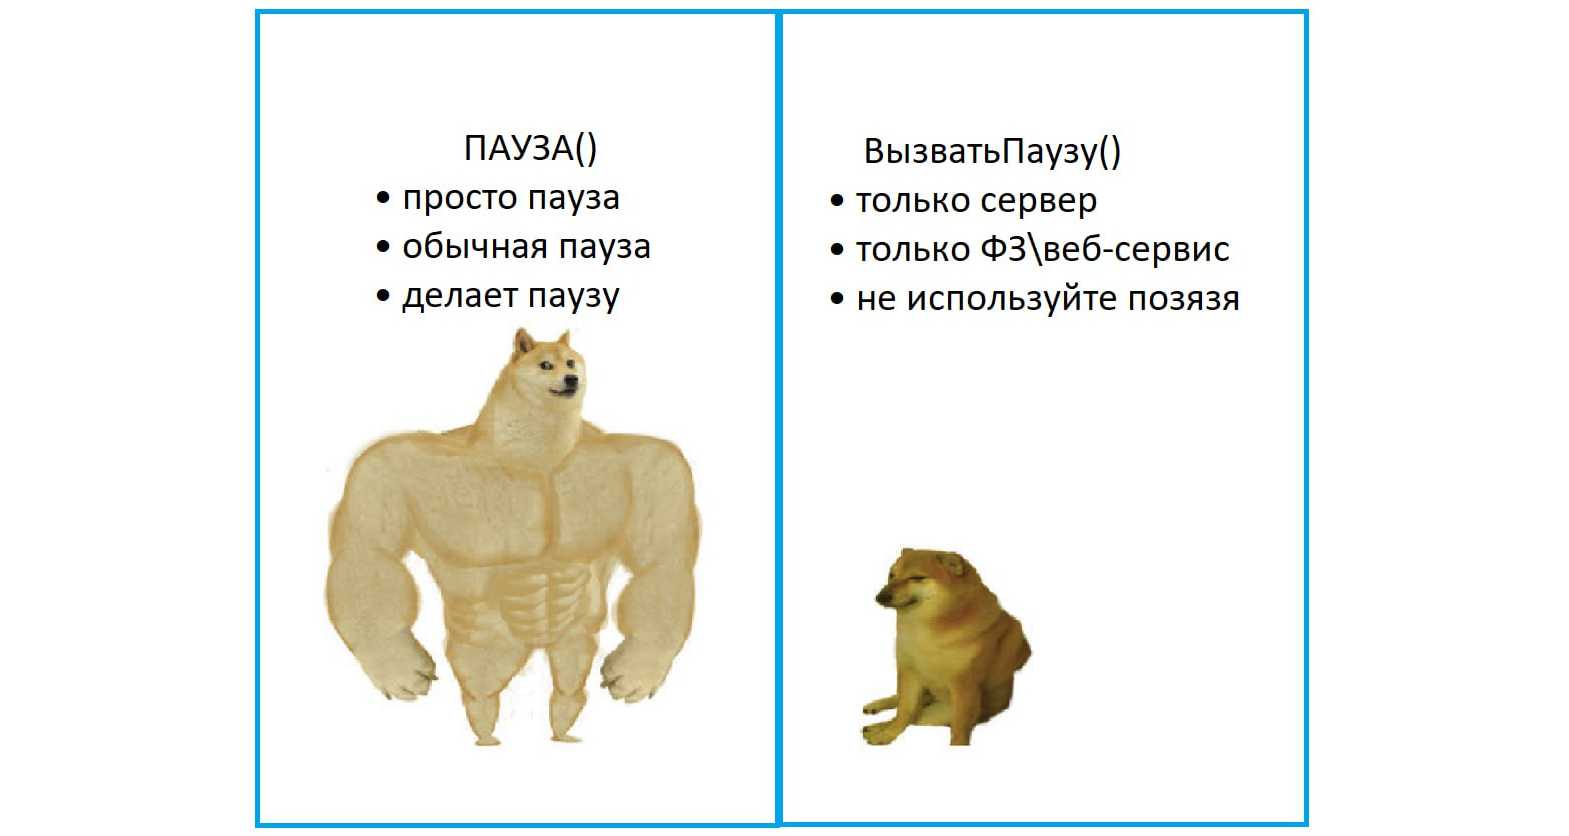 ПАУЗА()
• просто пауза
• обычная пауза
• делает паузу
ВызватьПаузу()
• только сервер
• только ФЗ\веб-сервис
• не используйте позязя